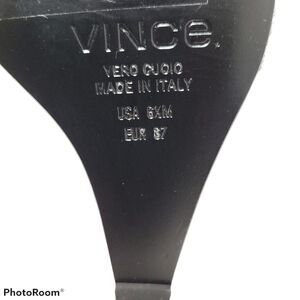 VINCe.
VERO CUOIO
MADE IN ITALY
USA 6XM
EUR 37
PhotoRoom®